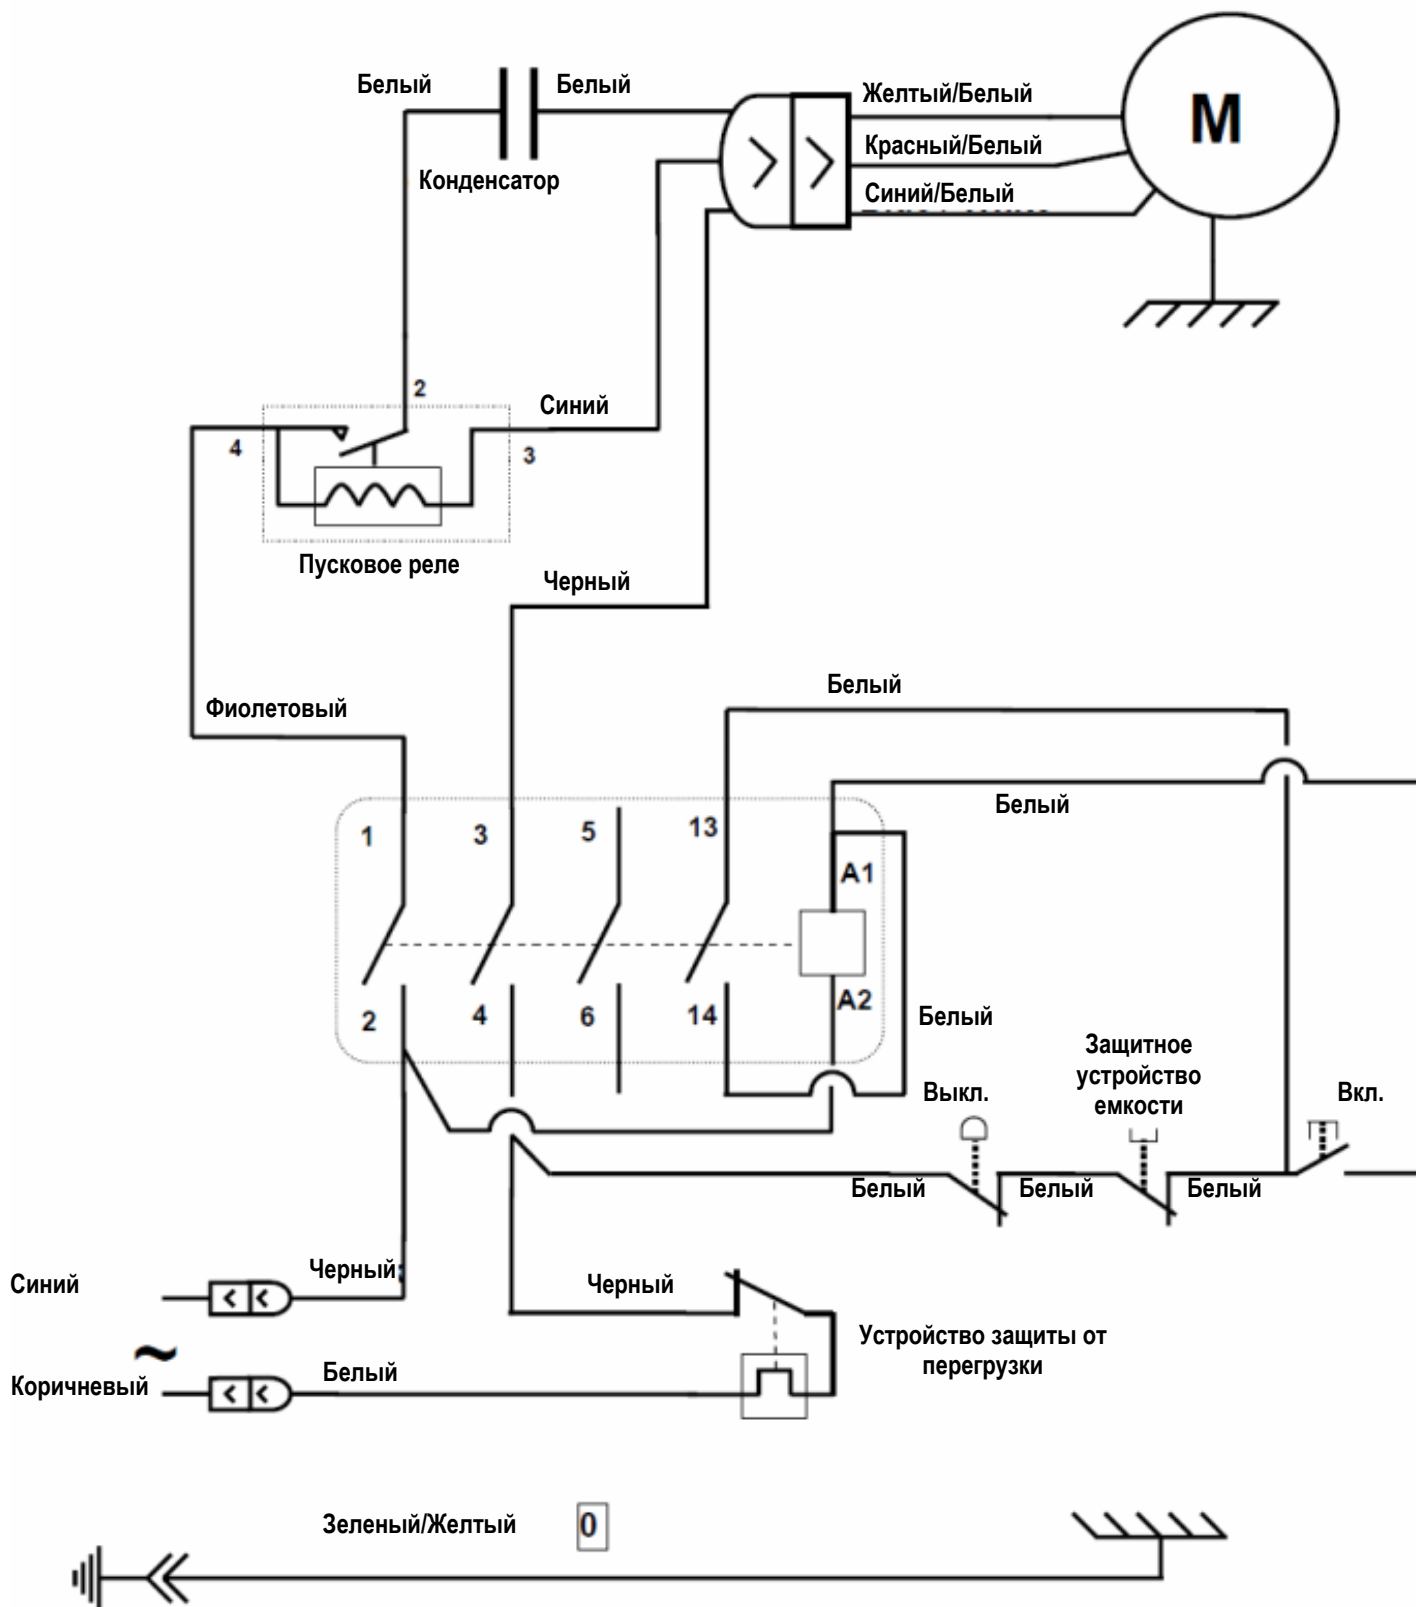 Белый
Белый
Желтый/Белый
M
Красный/Белый
Конденсатор
Синий/Белый
2
Синий
4
3
Пусковое реле
Черный
Белый
Фиолетовый
Белый
1
3
5
13
A1
2
4
6
14
A2
Белый
Защитное
устройство
емкости
Выкл.
Вкл.
Белый
Белый
Белый
Синий
Черный
Черный
Устройство защиты от
перегрузки
~
Коричневый
Белый
Зеленый/Желтый
0